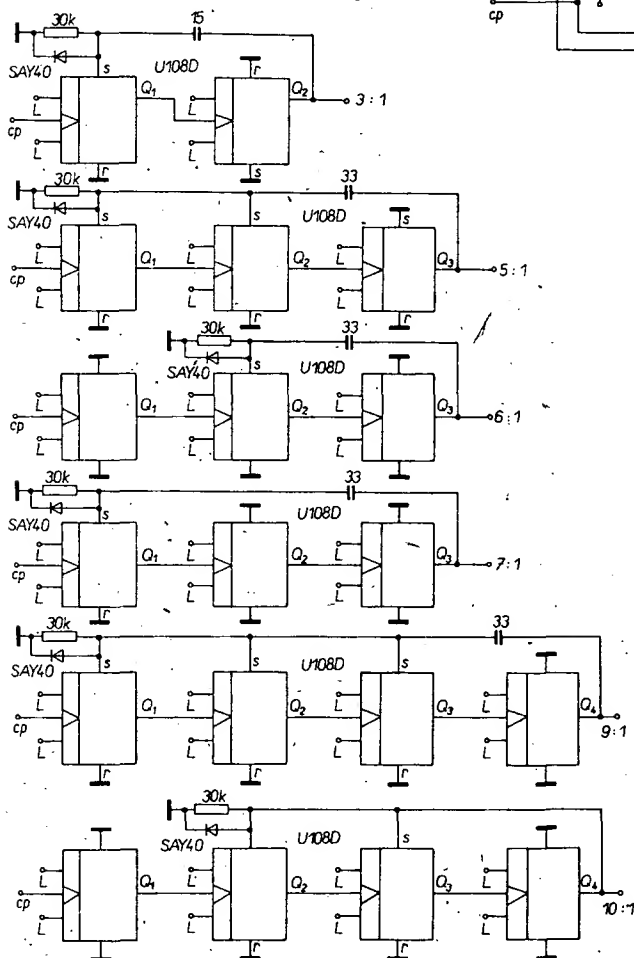 30k 15
cp
SAY40 U108D
r
L s Q₁ L Q₂ 3:1
cp
L r L s
30k 33
SAY40 U108D
s s s
L Q₁ L Q₂ L Q₃ 5:1
cp
L L L
r r
30k 33
SAY40 U108D
s
L Q₁ L Q₂ L Q₃ 6:1
cp
L L L
30k 33
SAY40 U108D
s
L Q₁ L Q₂ L Q₃ 7:1
cp
L L L
r
30k 33
SAY40 U108D
s s s
L Q₁ L Q₂ L Q₃ L Q₄
cp 9:1
L L L L
r r
30k
SAY40 U108D
s
L Q₁ L Q₂ L Q₃ L Q₄
cp 10:1
L L L L
r